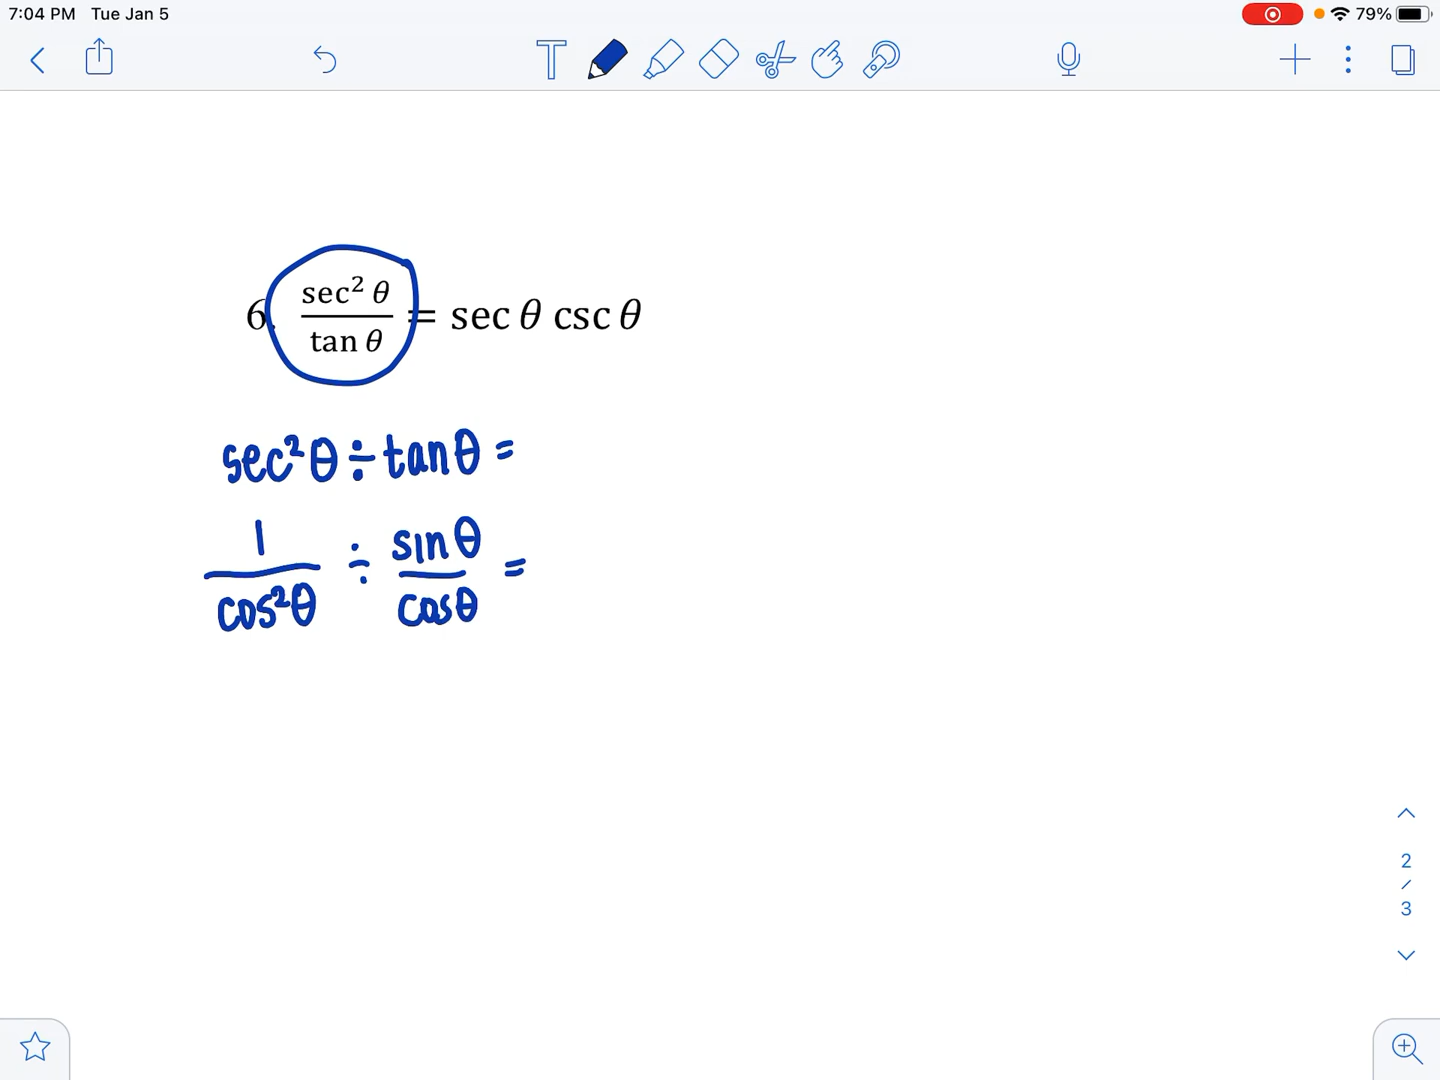 7:04 PM Tue Jan 5 79%
6. sec² θ / tan θ = sec θ csc θ
sec²θ ÷ tanθ =
1 / cos²θ ÷ sinθ / cosθ =
2 / 3